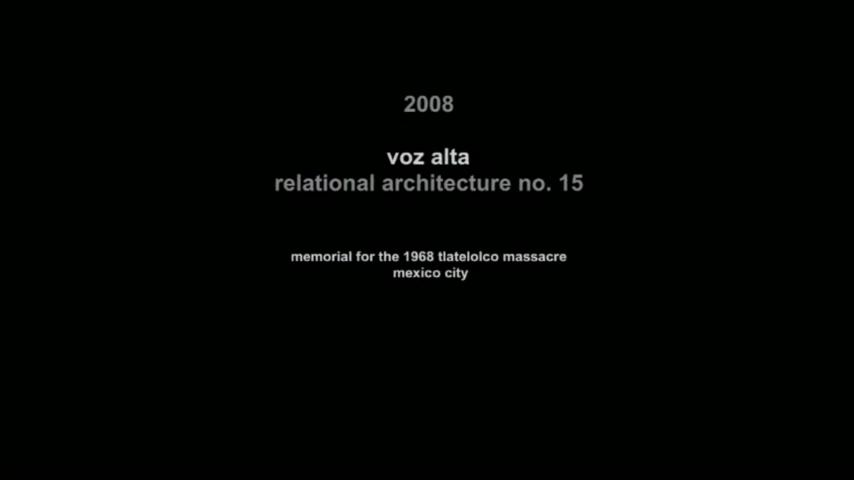 2008
voz alta
relational architecture no. 15
memorial for the 1968 tlatelolco massacre
mexico city